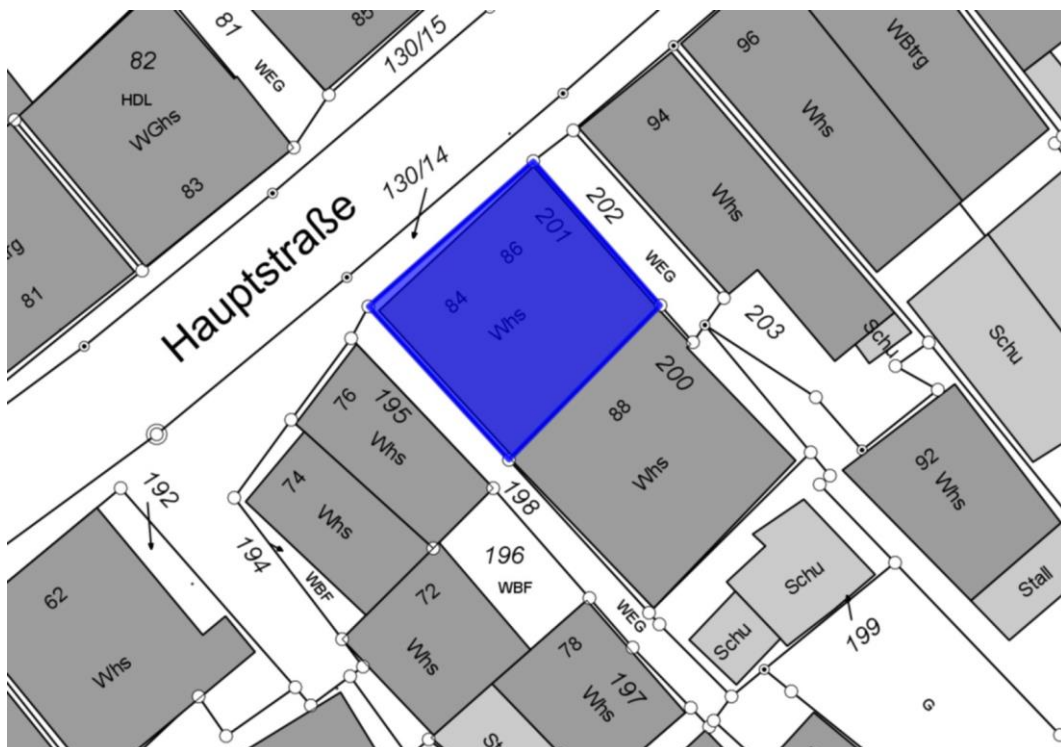 81
85
130/15
82
HDL
WGhs
83
WEG
96
WBtrg
Whs
94
Whs
130/14
202
WEG
201
86
84
Whs
rg
81
Hauptstraße
203
Schu
Schu
76
195
Whs
200
88
Whs
74
Whs
192
198
92
Whs
194
WBF
196
WBF
72
Whs
WEG
Schu
Schu
199
Stall
62
Whs
78
197
Whs
G